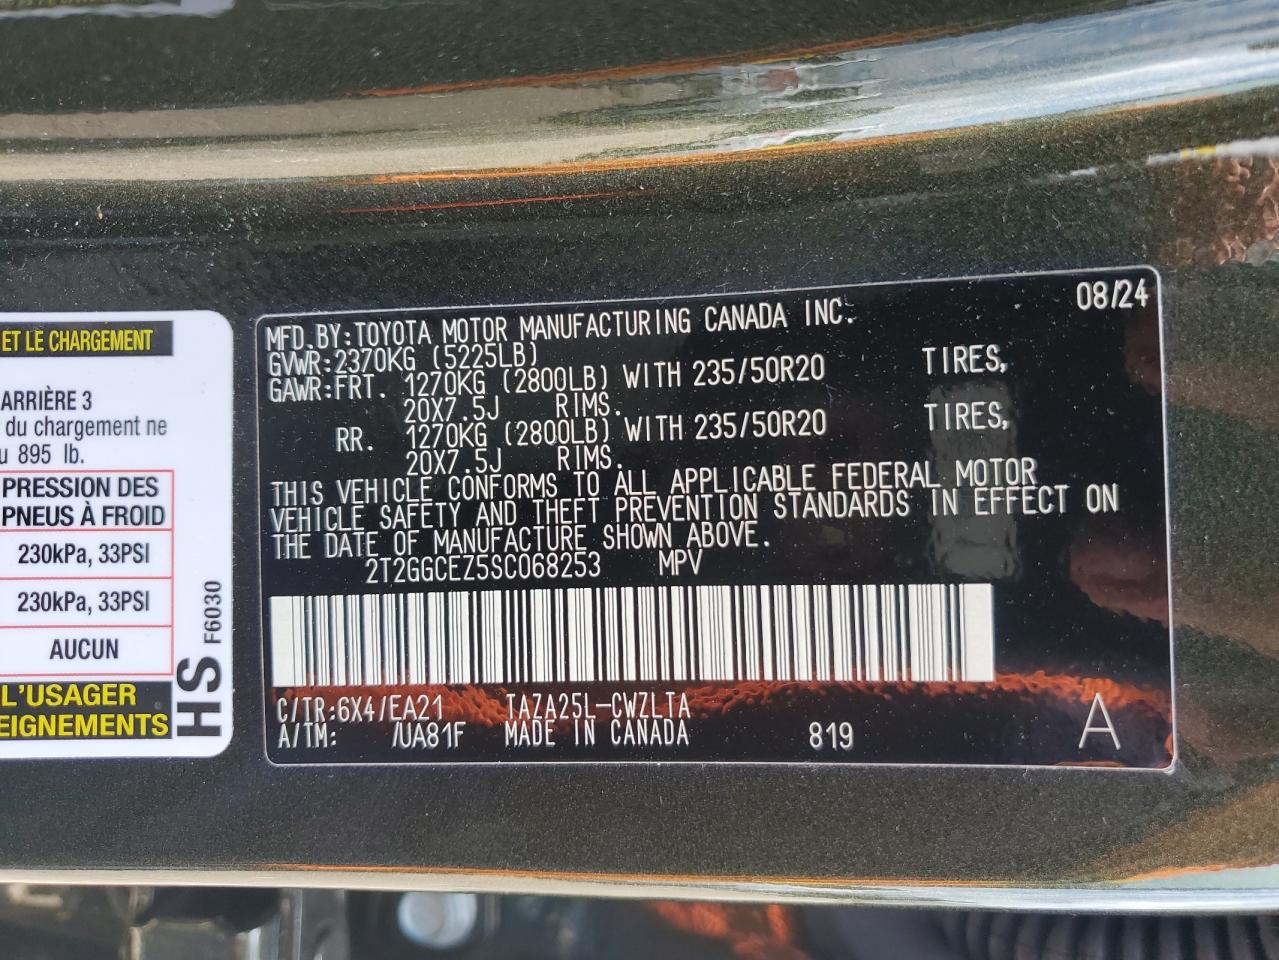 ET LE CHARGEMENT
ARRIÈRE 3
du chargement ne
895 lb.
PRESSION DES
PNEUS À FROID
230kPa, 33PSI
230kPa, 33PSI
AUCUN
L'USAGER
HS F6030
08/24
MFD.BY:TOYOTA MOTOR MANUFACTURING CANADA INC.
GVWR:2370KG (5225LB)
GAWR:FRT. 1270KG (2800LB) WITH 235/50R20 TIRES,
20X7.5J RIMS.
RR. 1270KG (2800LB) WITH 235/50R20 TIRES,
20X7.5J RIMS.
THIS VEHICLE CONFORMS TO ALL APPLICABLE FEDERAL MOTOR
VEHICLE SAFETY AND THEFT PREVENTION STANDARDS IN EFFECT ON
THE DATE OF MANUFACTURE SHOWN ABOVE.
2T2GGCEZ5SC068253 MPV
C/TR:6X4/EA21 TAZA25L-CWZLTA
A/TM: /UA81F MADE IN CANADA 819 A